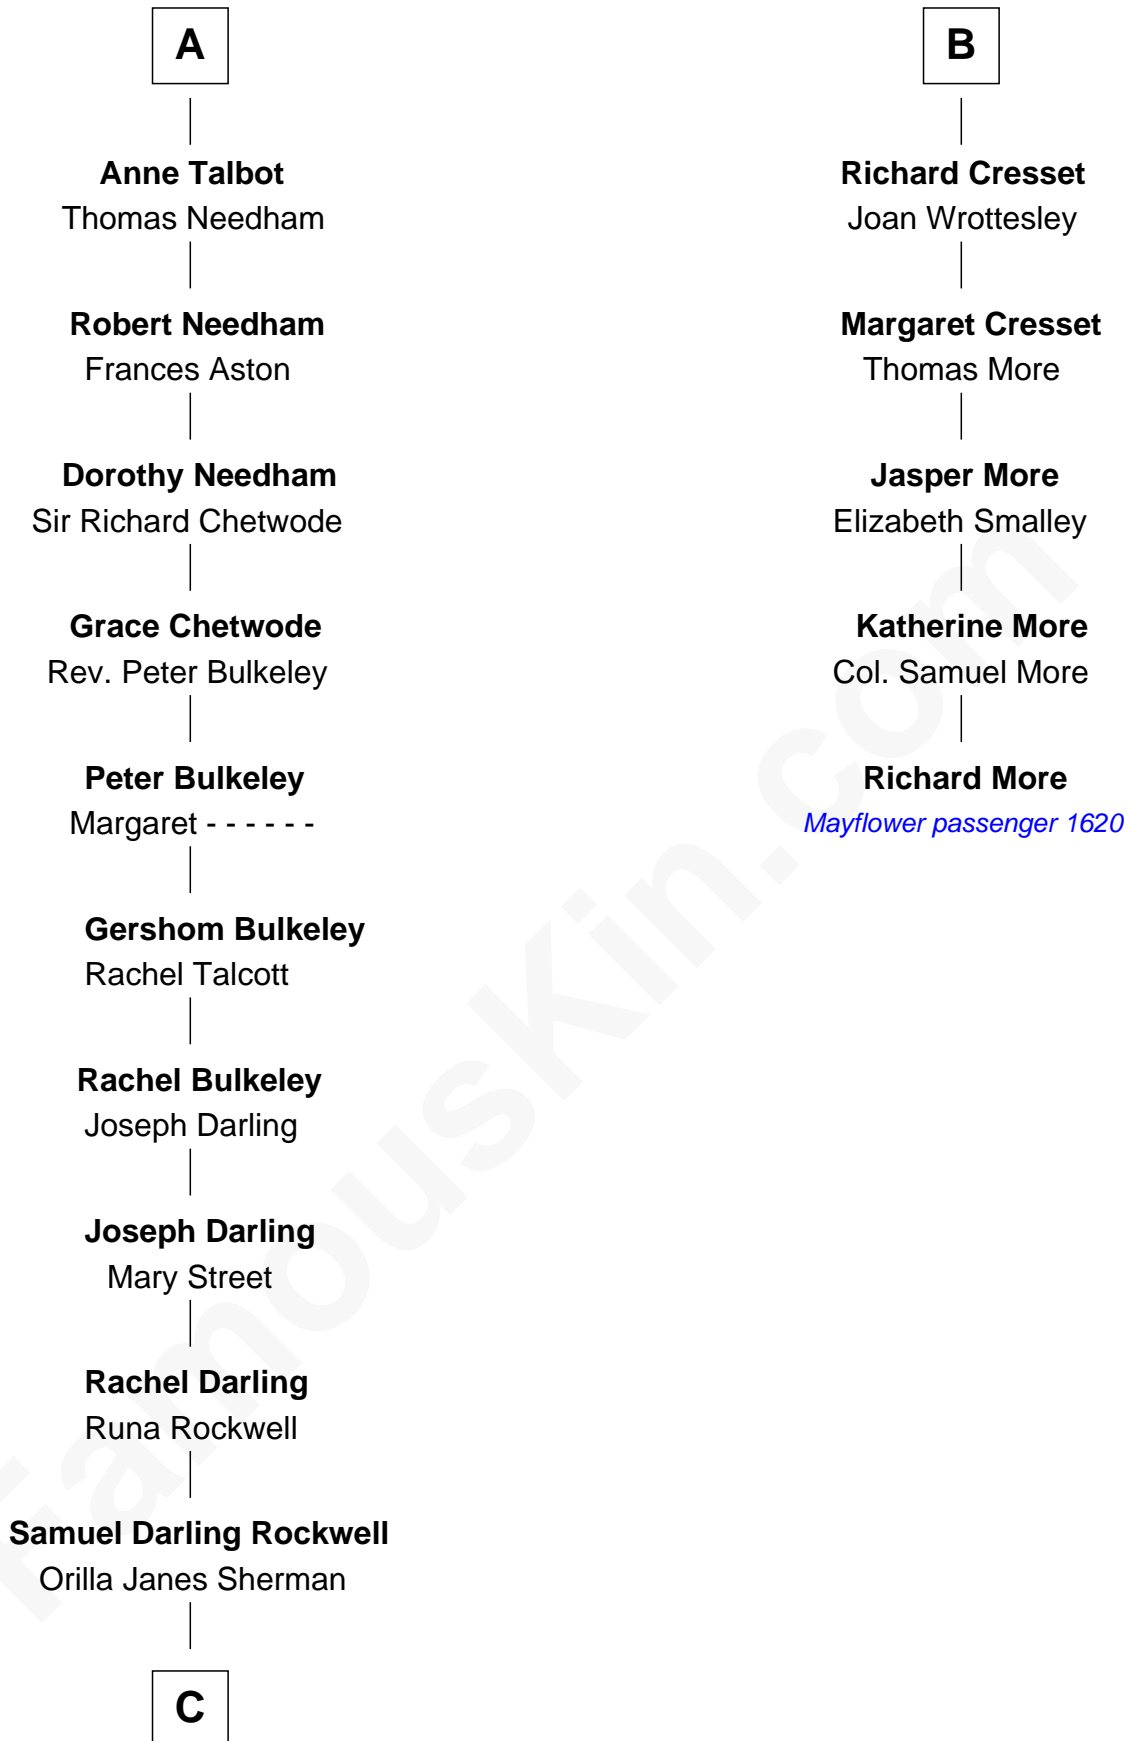 A
Anne Talbot
Thomas Needham
Robert Needham
Frances Aston
Dorothy Needham
Sir Richard Chetwode
Grace Chetwode
Rev. Peter Bulkeley
Peter Bulkeley
Margaret - - - - - -
Gershom Bulkeley
Rachel Talcott
Rachel Bulkeley
Joseph Darling
Joseph Darling
Mary Street
Rachel Darling
Runa Rockwell
Samuel Darling Rockwell
Orilla Janes Sherman
C
B
Richard Cresset
Joan Wrottesley
Margaret Cresset
Thomas More
Jasper More
Elizabeth Smalley
Katherine More
Col. Samuel More
Richard More
Mayflower passenger 1620
FamousKin.com